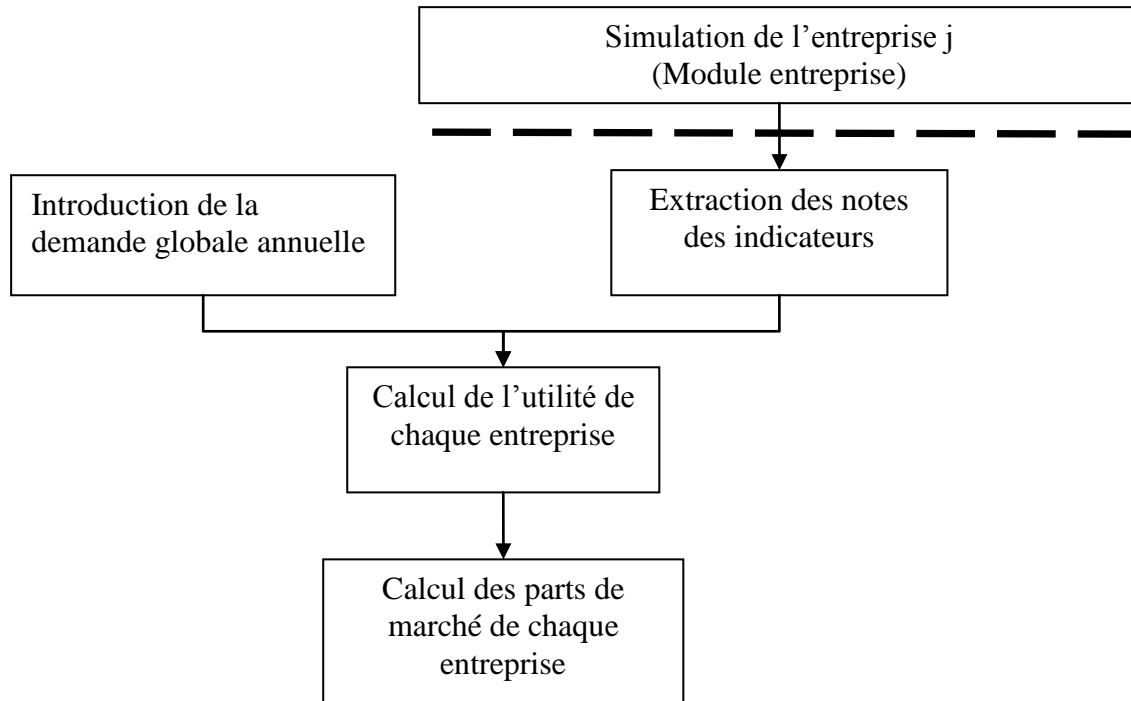 Simulation de l’entreprise j
(Module entreprise)
Introduction de la
demande globale annuelle
Extraction des notes
des indicateurs
Calcul de l’utilité de
chaque entreprise
Calcul des parts de
marché de chaque
entreprise